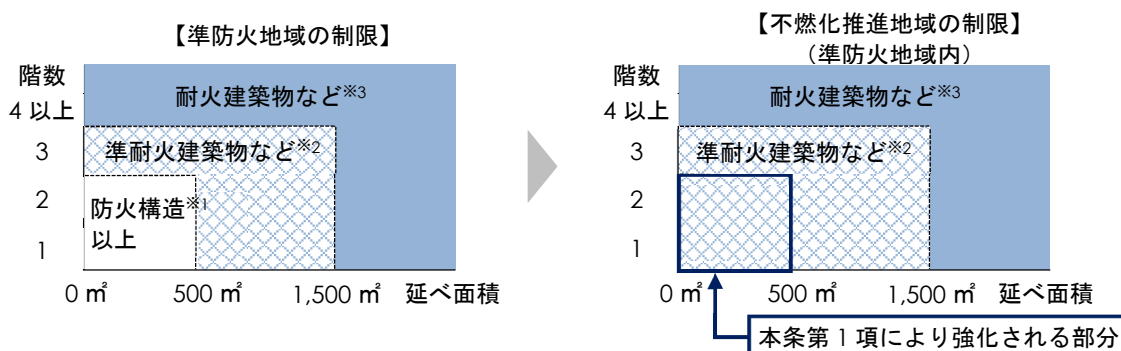 【準防火地域の制限】
階数
4 以上
3
2
1
耐火建築物など※3
準耐火建築物など※2
防火構造※1
以上
0 ㎡ 500 ㎡ 1,500 ㎡ 延べ面積
【不燃化推進地域の制限】
（準防火地域内）
階数
4 以上
3
2
1
耐火建築物など※3
準耐火建築物など※2
0 ㎡ 500 ㎡ 1,500 ㎡ 延べ面積
本条第 1 項により強化される部分